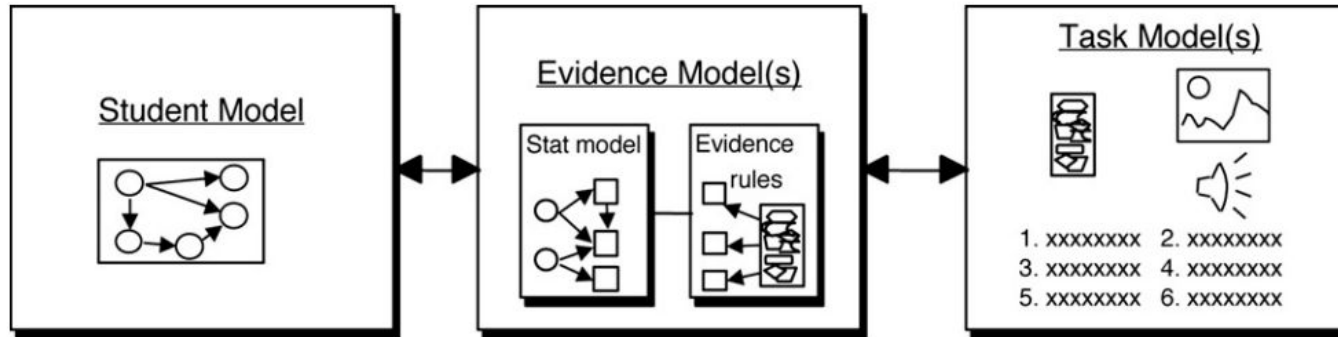 Student Model
Evidence Model(s)
Stat model
Evidence
rules
Task Model(s)
1. xxxxxxxx 2. xxxxxxxx
3. xxxxxxxx 4. xxxxxxxx
5. xxxxxxxx 6. xxxxxxxx